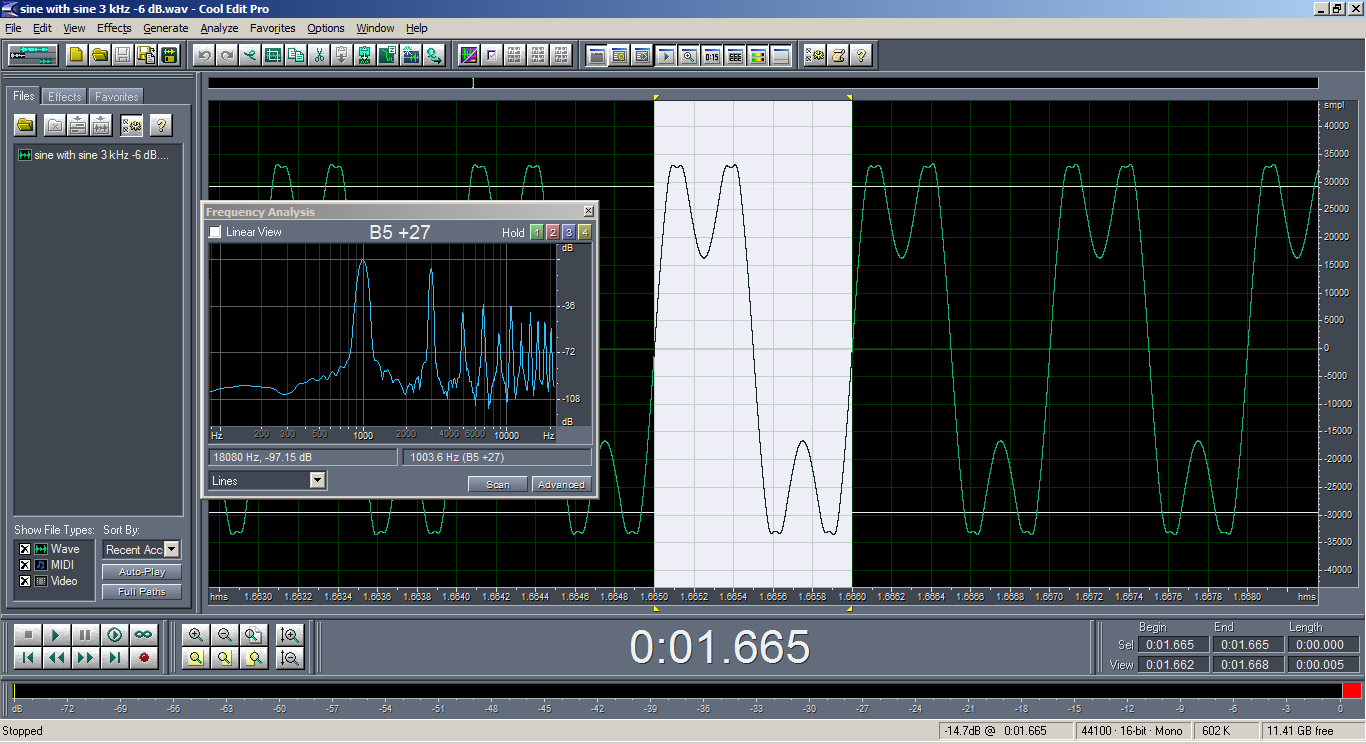 sine with sine 3 kHz -6 dB.wav - Cool Edit Pro
File Edit View Effects Generate Analyze Favorites Options Window Help
0:15
Files Effects Favorites
sine with sine 3 kHz -6 dB....
smpl
40000
35000
30000
25000
20000
15000
10000
5000
0
-5000
-10000
-15000
-20000
-25000
-30000
-35000
-40000
Frequency Analysis
Linear View B5 +27 Hold 1 2 3 4
dB
-36
-72
-108
dB
Hz 200 300 500 1000 2000 4000 6000 10000 Hz
18080 Hz, -97.15 dB 1003.6 Hz (B5 +27)
Lines Scan Advanced
Show File Types: Sort By:
Wave Recent Acc
MIDI Auto-Play
Video Full Paths
hms 1.6630 1.6632 1.6634 1.6636 1.6638 1.6640 1.6642 1.6644 1.6646 1.6648 1.6650 1.6652 1.6654 1.6656 1.6658 1.6660 1.6662 1.6664 1.6666 1.6668 1.6670 1.6672 1.6674 1.6676 1.6678 1.6680 hms
0:01.665
Begin End Length
Sel 0:01.665 0:01.665 0:00.000
View 0:01.662 0:01.668 0:00.005
dB -72 -69 -66 -63 -60 -57 -54 -51 -48 -45 -42 -39 -36 -33 -30 -27 -24 -21 -18 -15 -12 -9 -6 -3 0
Stopped -14.7dB @ 0:01.665 44100 · 16-bit · Mono 602 K 11.41 GB free